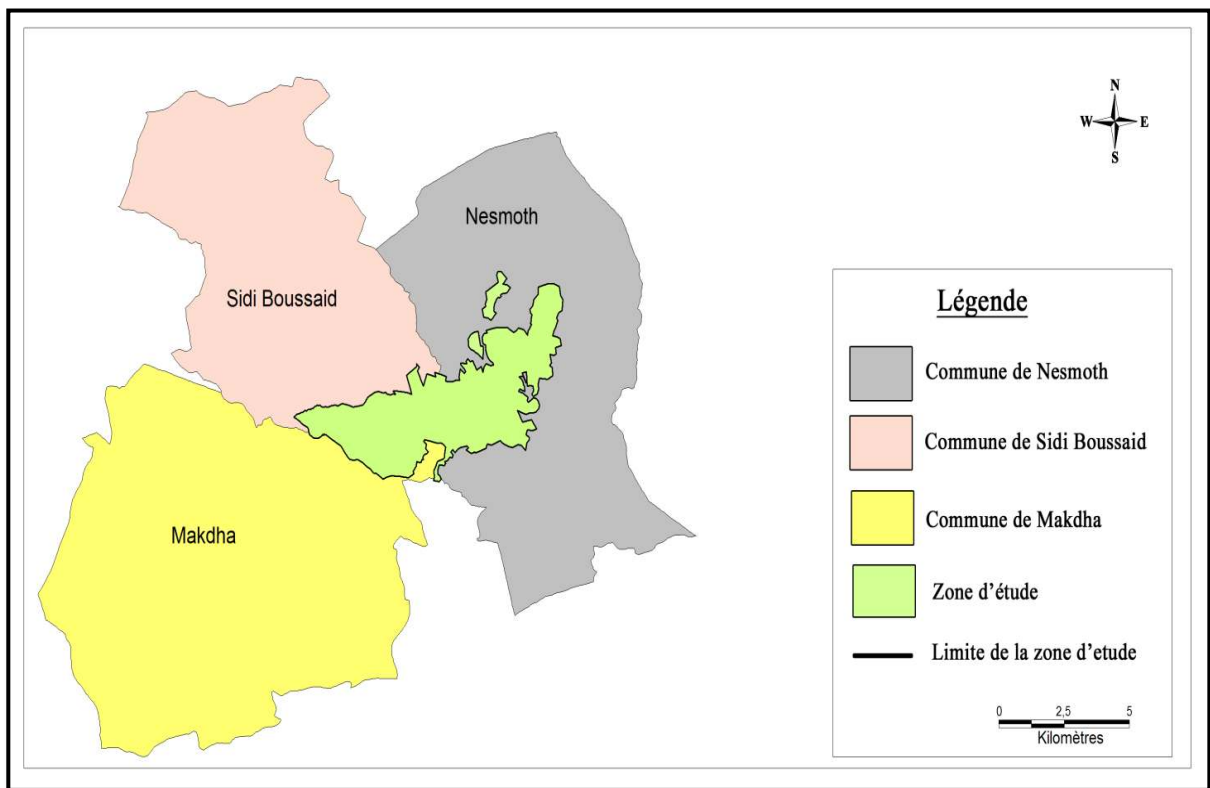 N
W E
S
Nesmoth
Sidi Boussaid
Makdha
Légende
Commune de Nesmoth
Commune de Sidi Boussaid
Commune de Makdha
Zone d'étude
Limite de la zone d'etude
0 2,5 5
Kilomètres